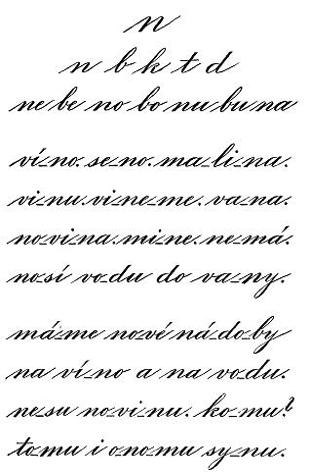 n
n b k t d
ne be no bo nu bu na
ví-no. se-no. ma-li-na.
vi-nu. vi-ne-me. va-na.
no-vi-na. mi-ne. ne-má.
no-sí vo-du do va-ny.
má-me no-vé ná-do-by
na ví-no a na vo-du.
ne-su no-vi-nu. ko-mu?
to-mu i o-no-mu sy-nu.